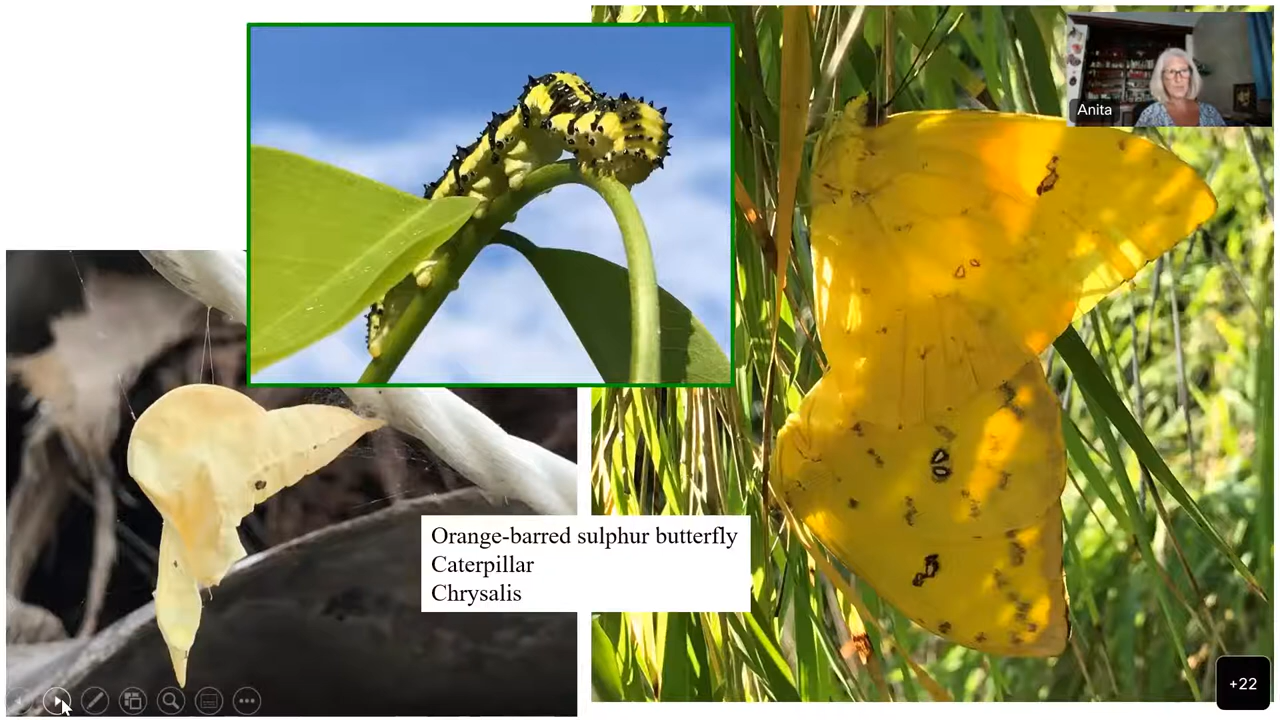 Anita
Orange-barred sulphur butterfly
Caterpillar
Chrysalis
+22